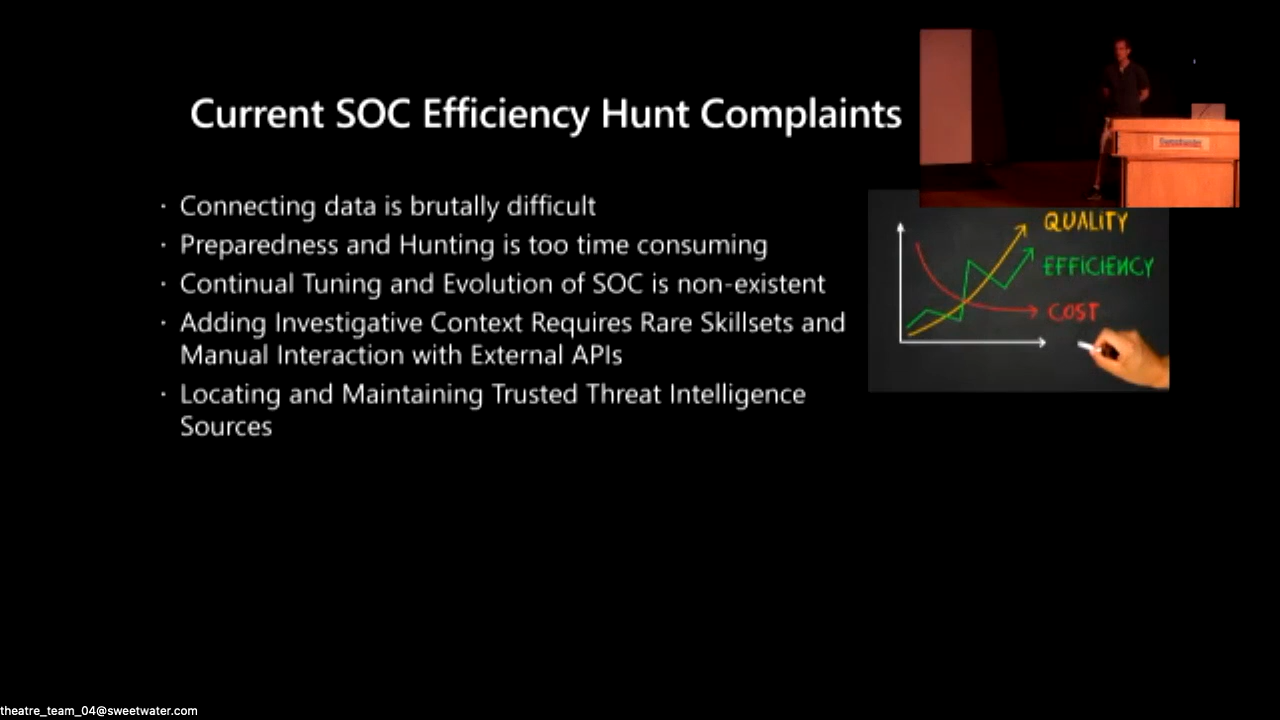 Current SOC Efficiency Hunt Complaints
· Connecting data is brutally difficult
· Preparedness and Hunting is too time consuming
· Continual Tuning and Evolution of SOC is non-existent
· Adding Investigative Context Requires Rare Skillsets and
Manual Interaction with External APIs
· Locating and Maintaining Trusted Threat Intelligence
Sources
Sweetwater
QUALITY
EFFICIENCY
COST
theatre_team_04@sweetwater.com